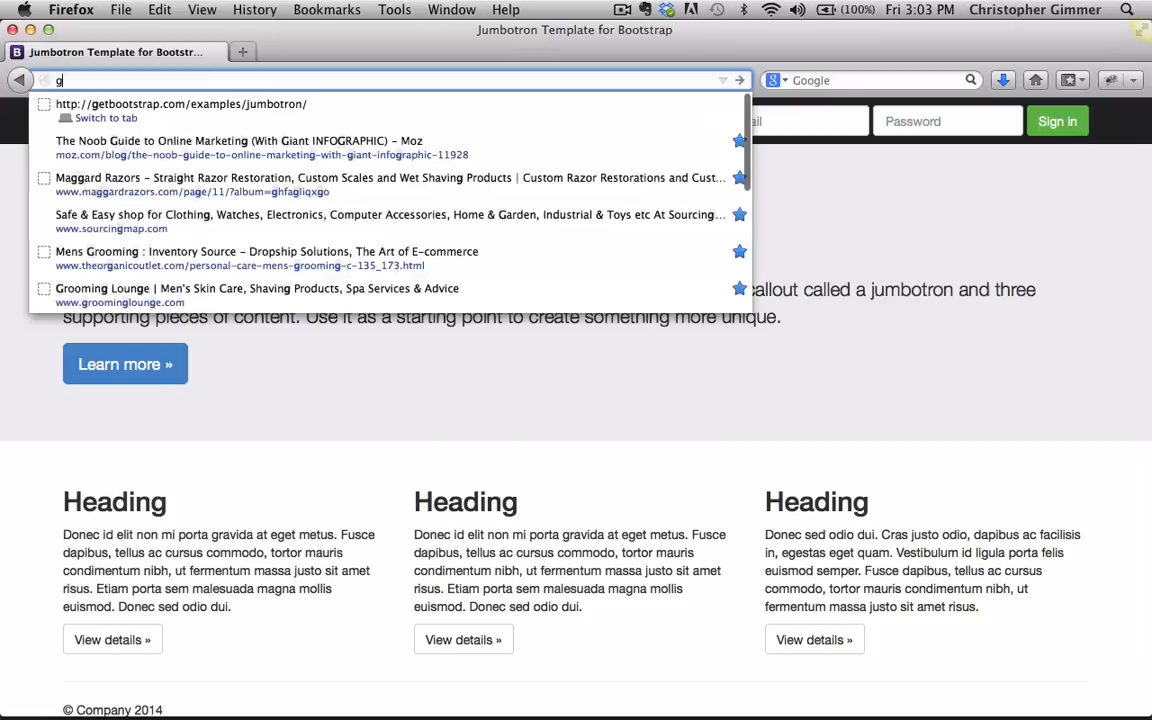 Firefox File Edit View History Bookmarks Tools Window Help (100%) Fri 3:03 PM Christopher Gimmer
Jumbotron Template for Bootstrap
B Jumbotron Template for Bootstr...
g
Google
http://getbootstrap.com/examples/jumbotron/
Switch to tab
Password
Sign in
The Noob Guide to Online Marketing (With Giant INFOGRAPHIC) – Moz
moz.com/blog/the-noob-guide-to-online-marketing-with-giant-infographic-11928
Maggard Razors – Straight Razor Restoration, Custom Scales and Wet Shaving Products | Custom Razor Restorations and Cust...
www.maggardrazors.com/page/11/?album=ghfagliqxgo
Safe & Easy shop for Clothing, Watches, Electronics, Computer Accessories, Home & Garden, Industrial & Toys etc At Sourcing...
www.sourcingmap.com
Mens Grooming : Inventory Source – Dropship Solutions, The Art of E-commerce
www.theorganicoutlet.com/personal-care-mens-grooming-c-135_173.html
Grooming Lounge | Men's Skin Care, Shaving Products, Spa Services & Advice
www.groominglounge.com
callout called a jumbotron and three
supporting pieces of content. Use it as a starting point to create something more unique.
Learn more »
Heading
Donec id elit non mi porta gravida at eget metus. Fusce
dapibus, tellus ac cursus commodo, tortor mauris
condimentum nibh, ut fermentum massa justo sit amet
risus. Etiam porta sem malesuada magna mollis
euismod. Donec sed odio dui.
View details »
Heading
Donec id elit non mi porta gravida at eget metus. Fusce
dapibus, tellus ac cursus commodo, tortor mauris
condimentum nibh, ut fermentum massa justo sit amet
risus. Etiam porta sem malesuada magna mollis
euismod. Donec sed odio dui.
View details »
Heading
Donec sed odio dui. Cras justo odio, dapibus ac facilisis
in, egestas eget quam. Vestibulum id ligula porta felis
euismod semper. Fusce dapibus, tellus ac cursus
commodo, tortor mauris condimentum nibh, ut
fermentum massa justo sit amet risus.
View details »
© Company 2014